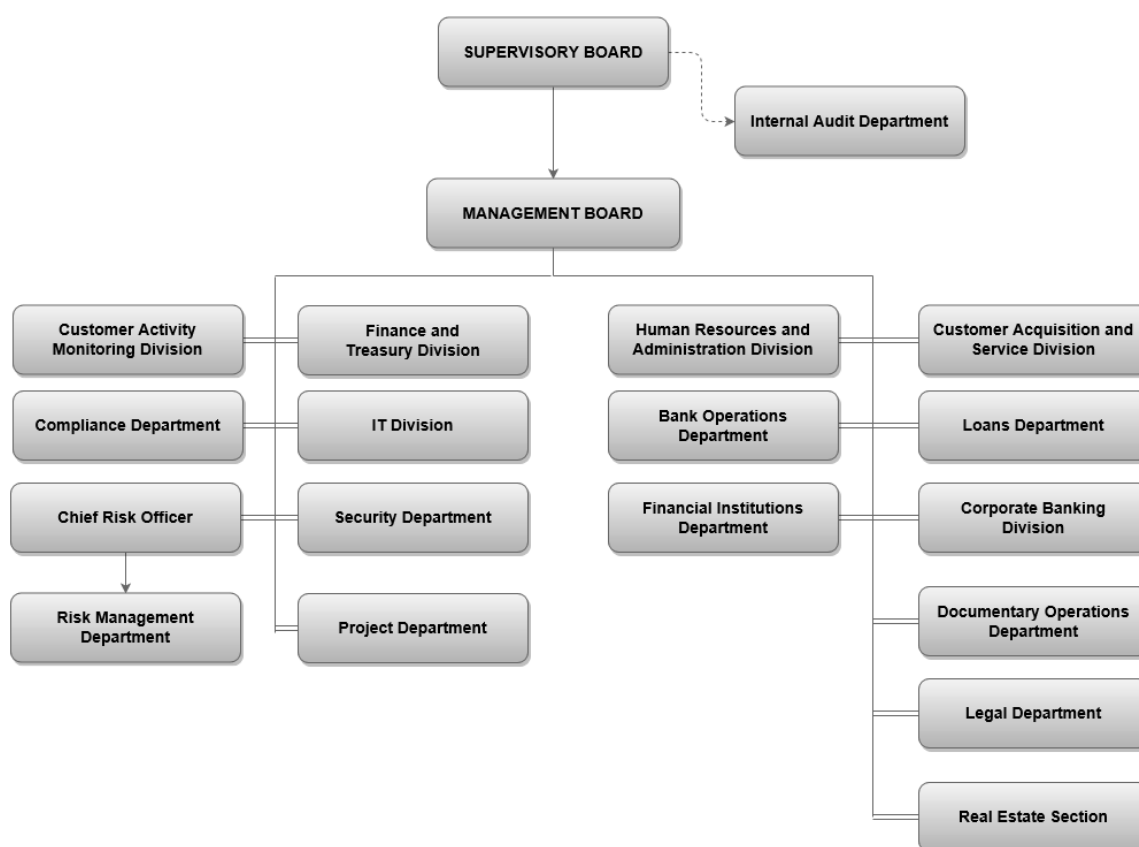 SUPERVISORY BOARD
Internal Audit Department
MANAGEMENT BOARD
Customer Activity
Monitoring Division
Finance and
Treasury Division
Human Resources and
Administration Division
Customer Acquisition and
Service Division
Compliance Department
IT Division
Bank Operations
Department
Loans Department
Chief Risk Officer
Security Department
Financial Institutions
Department
Corporate Banking
Division
Risk Management
Department
Project Department
Documentary Operations
Department
Legal Department
Real Estate Section